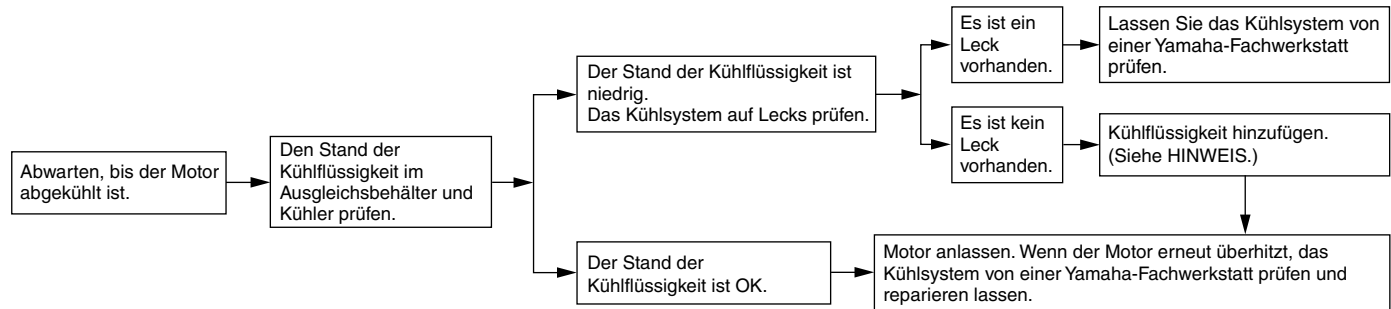 Abwarten, bis der Motor
abgekühlt ist.
Den Stand der
Kühlflüssigkeit im
Ausgleichsbehälter und
Kühler prüfen.
Der Stand der Kühlflüssigkeit ist
niedrig.
Das Kühlsystem auf Lecks prüfen.
Es ist ein
Leck
vorhanden.
Lassen Sie das Kühlsystem von
einer Yamaha-Fachwerkstatt
prüfen.
Es ist kein
Leck
vorhanden.
Kühlflüssigkeit hinzufügen.
(Siehe HINWEIS.)
Der Stand der
Kühlflüssigkeit ist OK.
Motor anlassen. Wenn der Motor erneut überhitzt, das
Kühlsystem von einer Yamaha-Fachwerkstatt prüfen und
reparieren lassen.